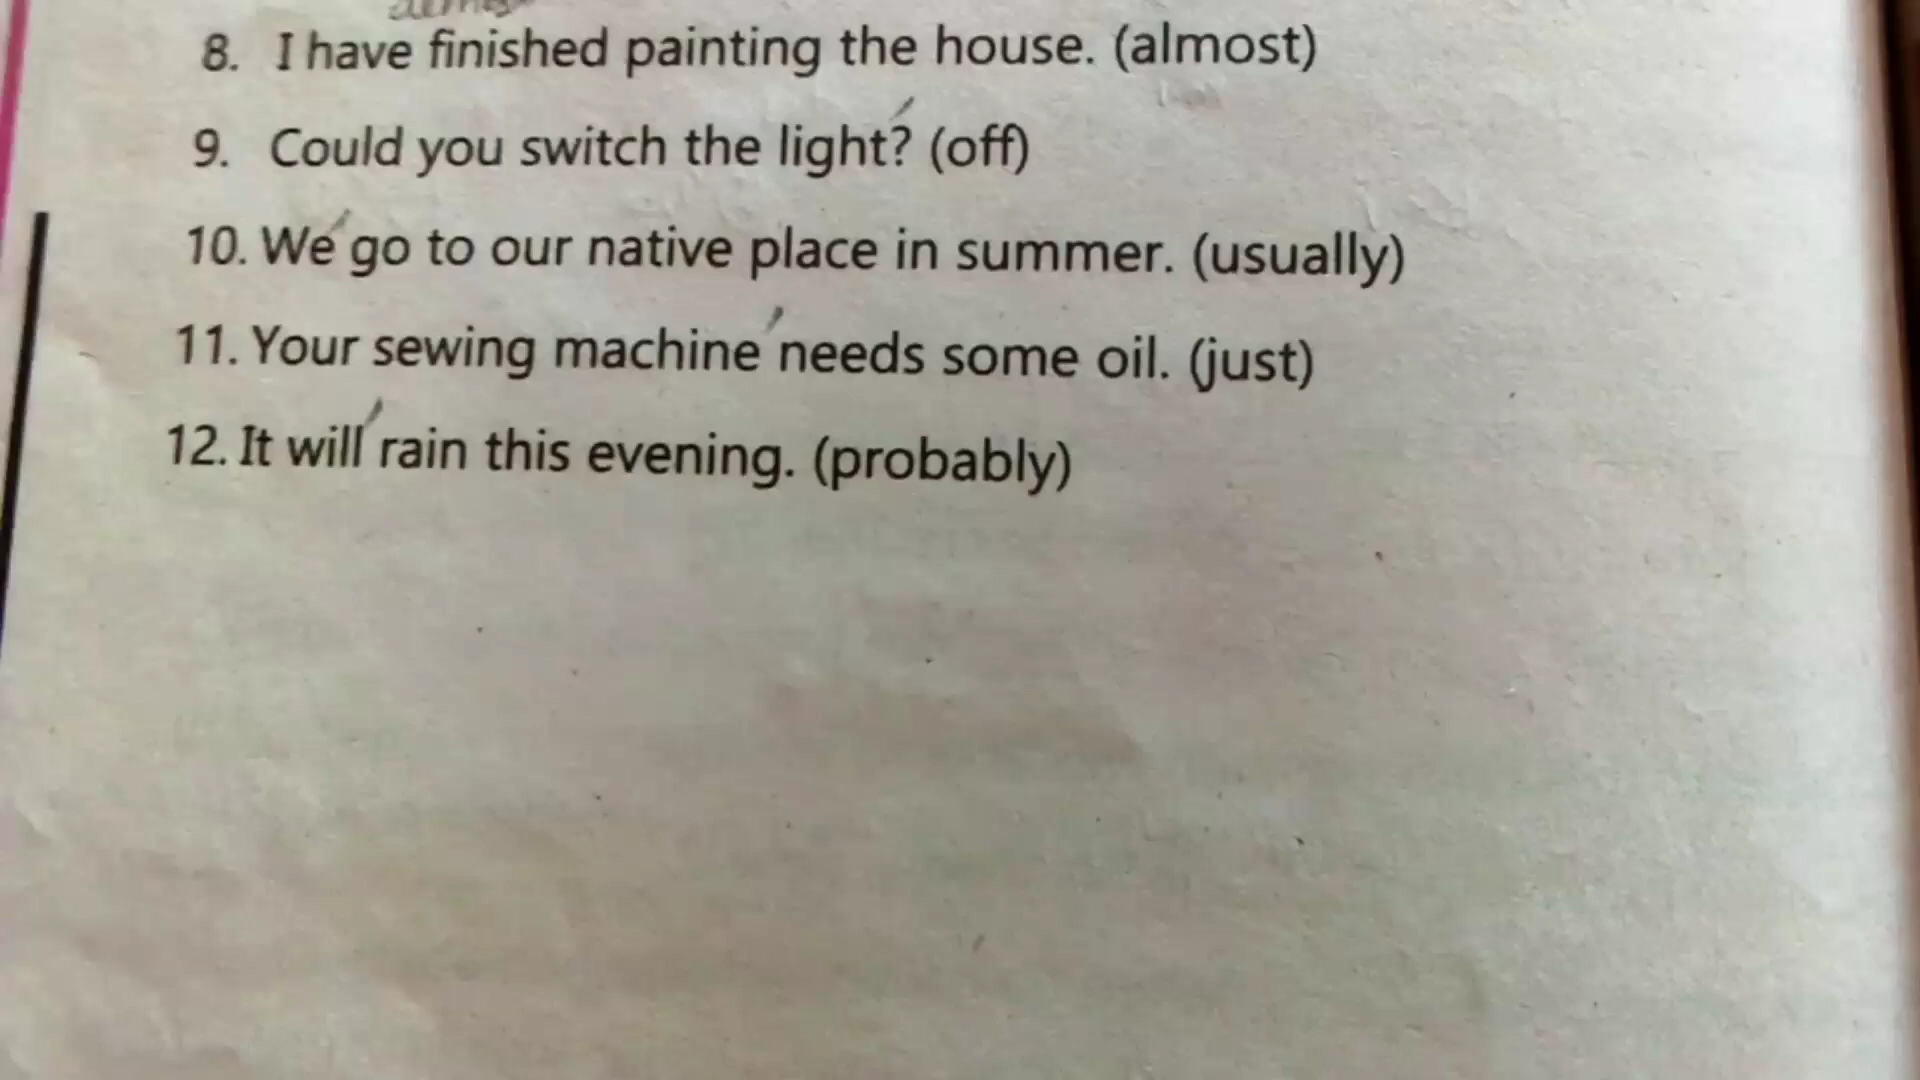 8. I have finished painting the house. (almost)
9. Could you switch the light? (off)
10. We go to our native place in summer. (usually)
11. Your sewing machine needs some oil. (just)
12. It will rain this evening. (probably)